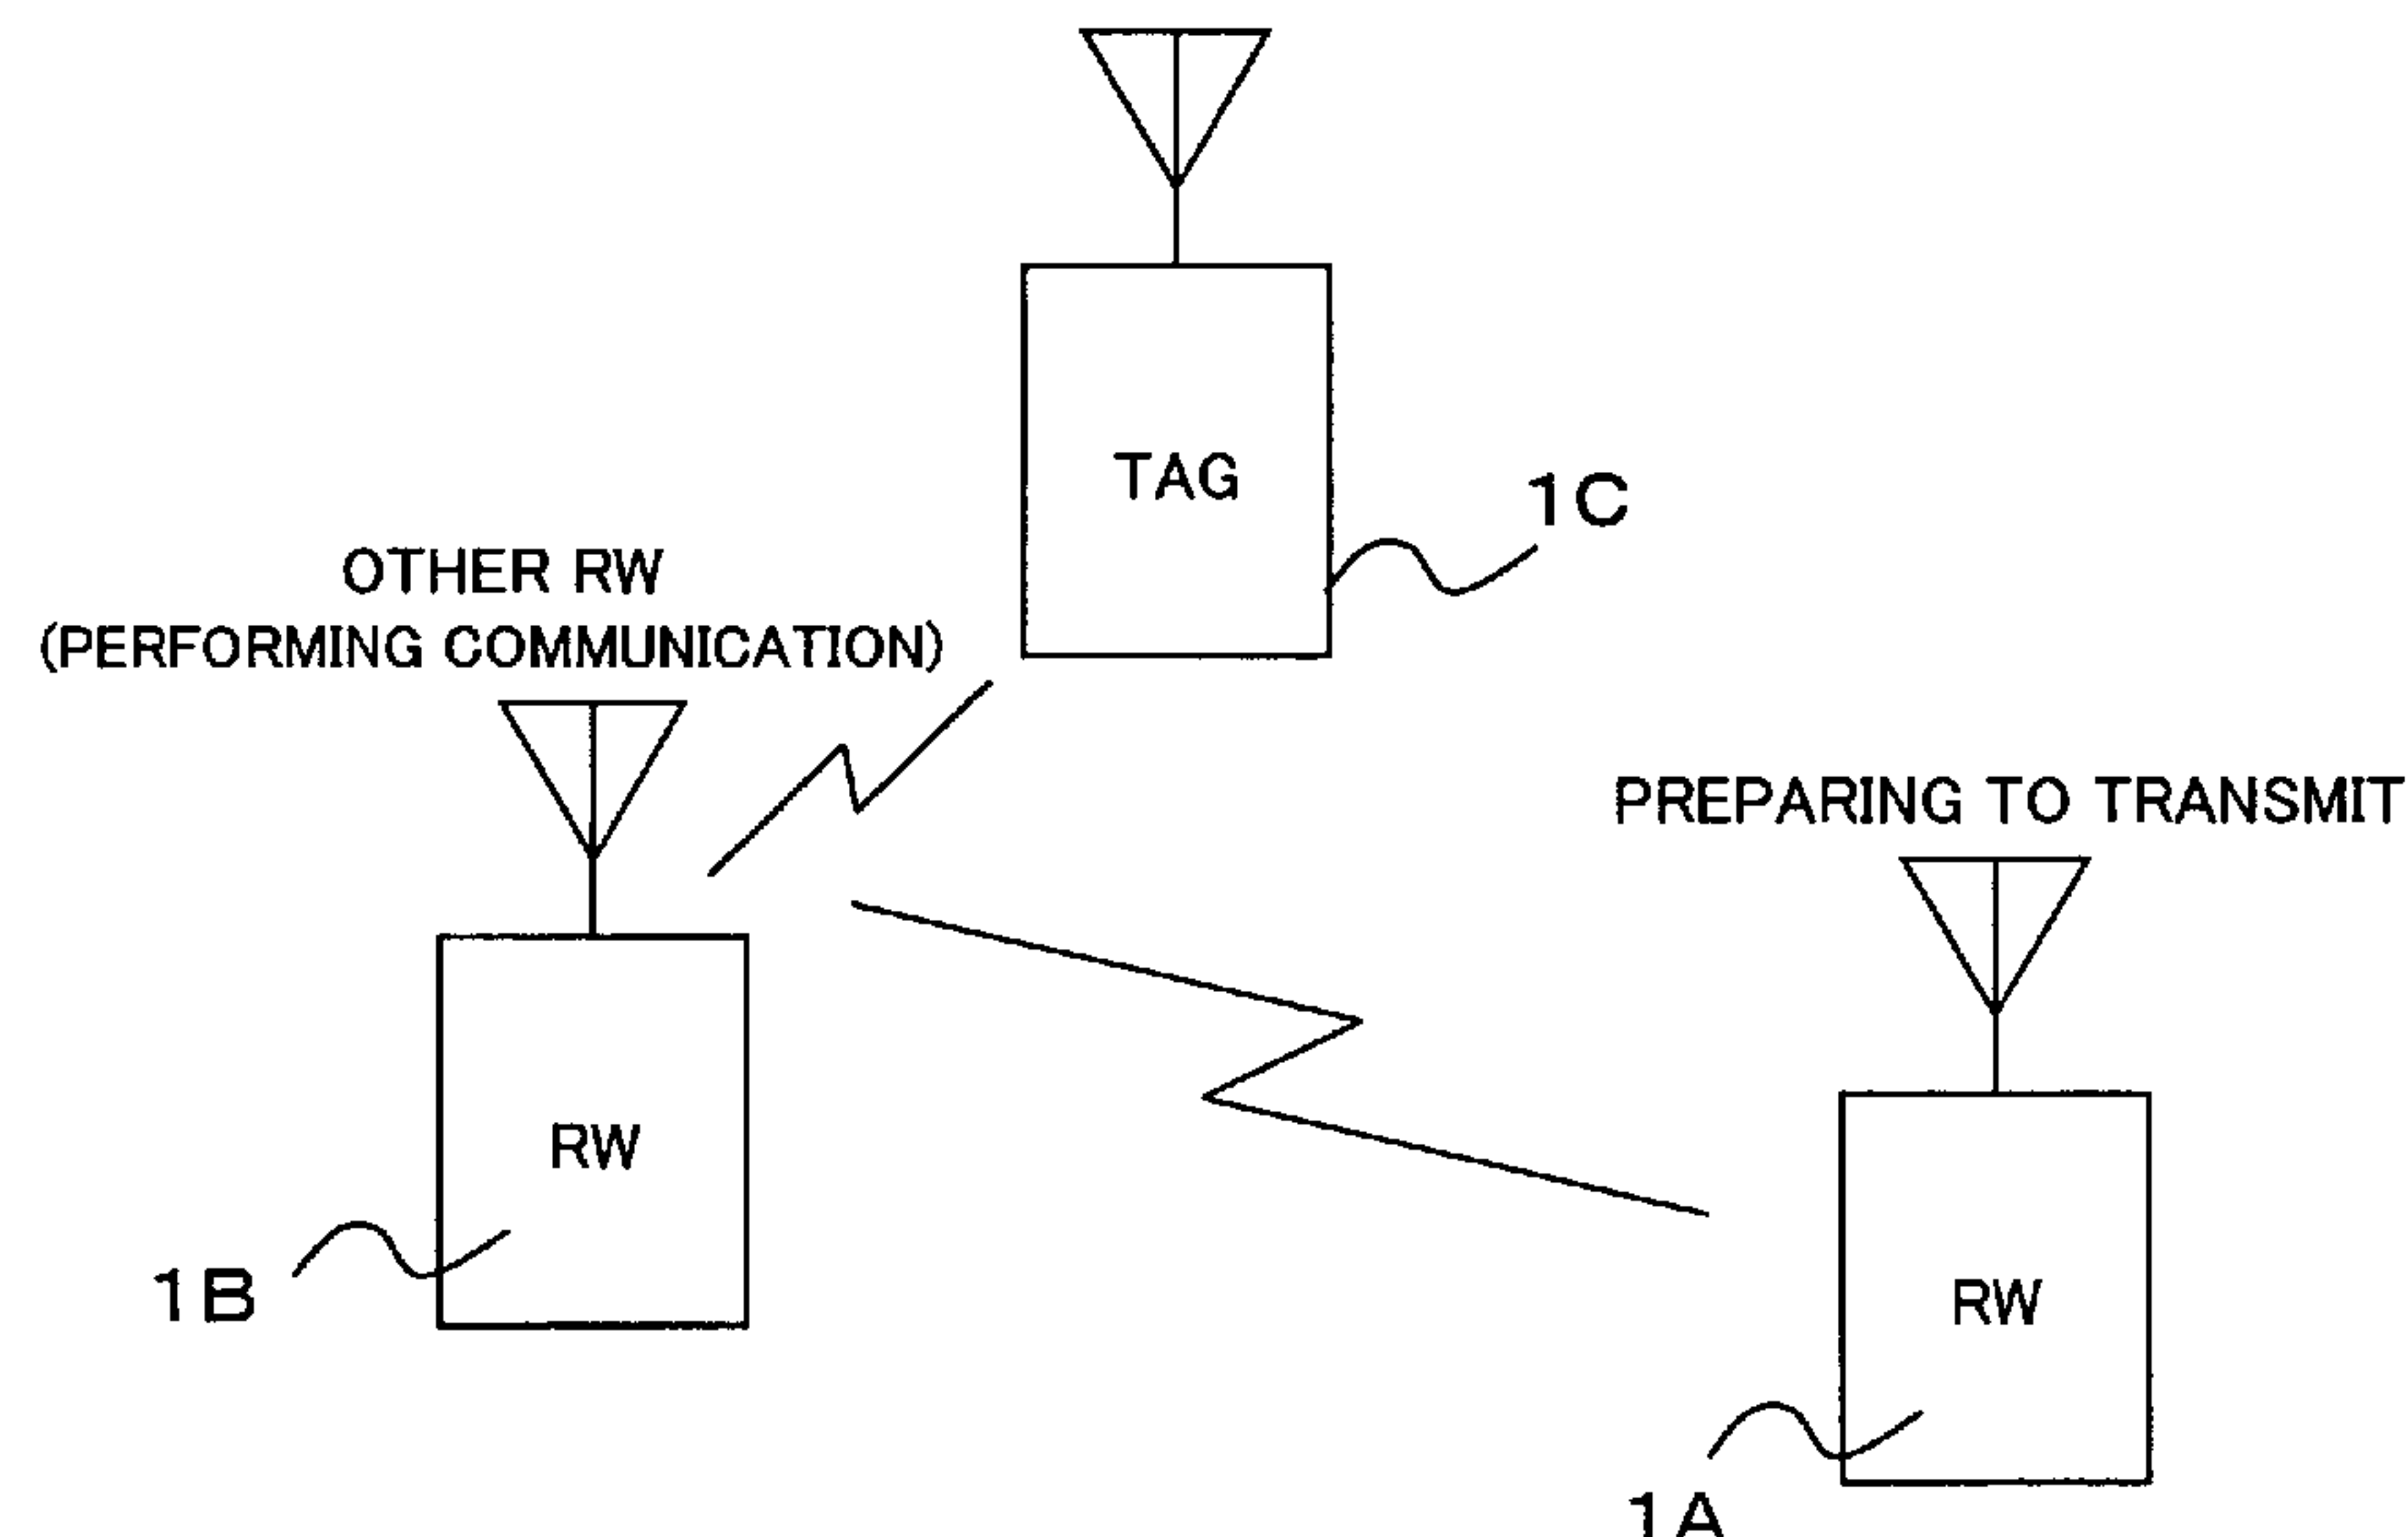 TAG
1C
OTHER RW
(PERFORMING COMMUNICATION)
PREPARING TO TRANSMIT
RW
1B
RW
1A